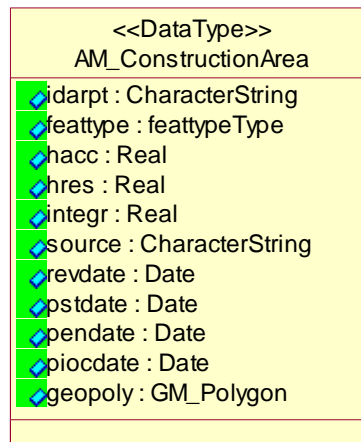 <<DataType>>
AM_ConstructionArea
idarpt : CharacterString
feattype : feattypeType
hacc : Real
hres : Real
integr : Real
source : CharacterString
revdate : Date
pstdate : Date
pendate : Date
piocdate : Date
geopoly : GM_Polygon